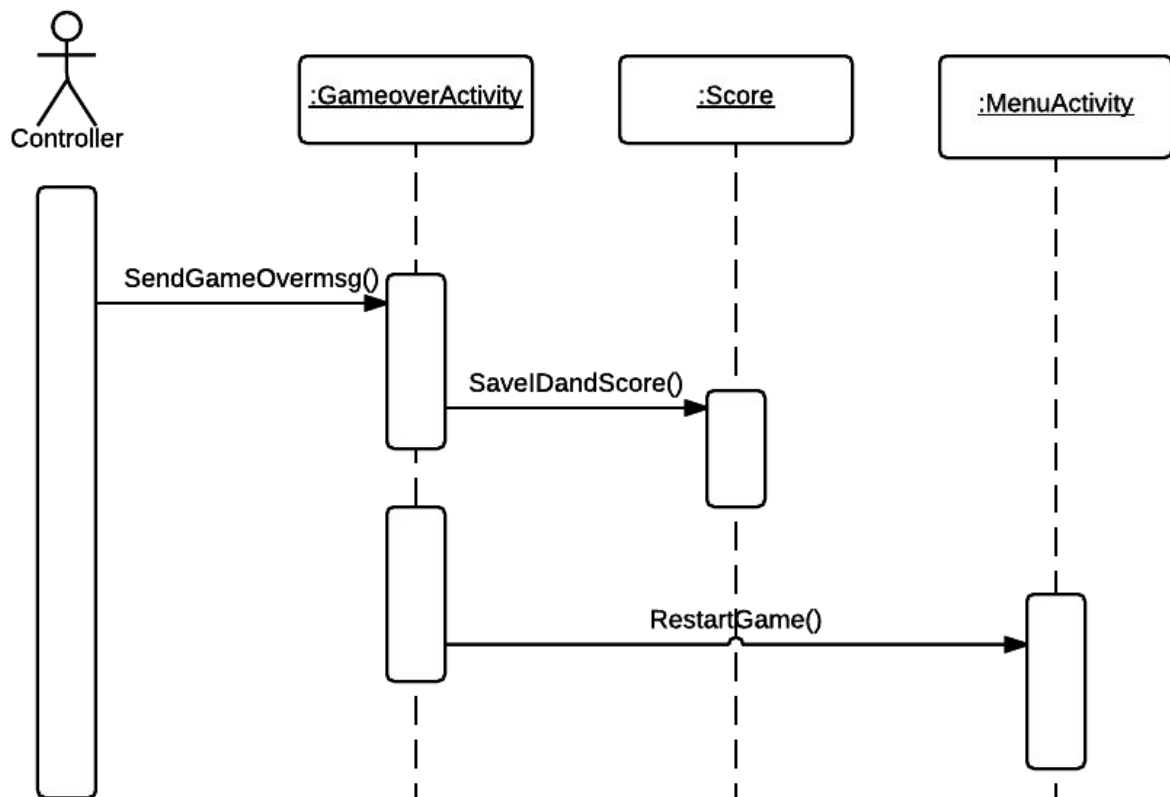 Controller
:GameoverActivity
:Score
:MenuActivity
SendGameOvermsg()
SaveIDandScore()
RestartGame()